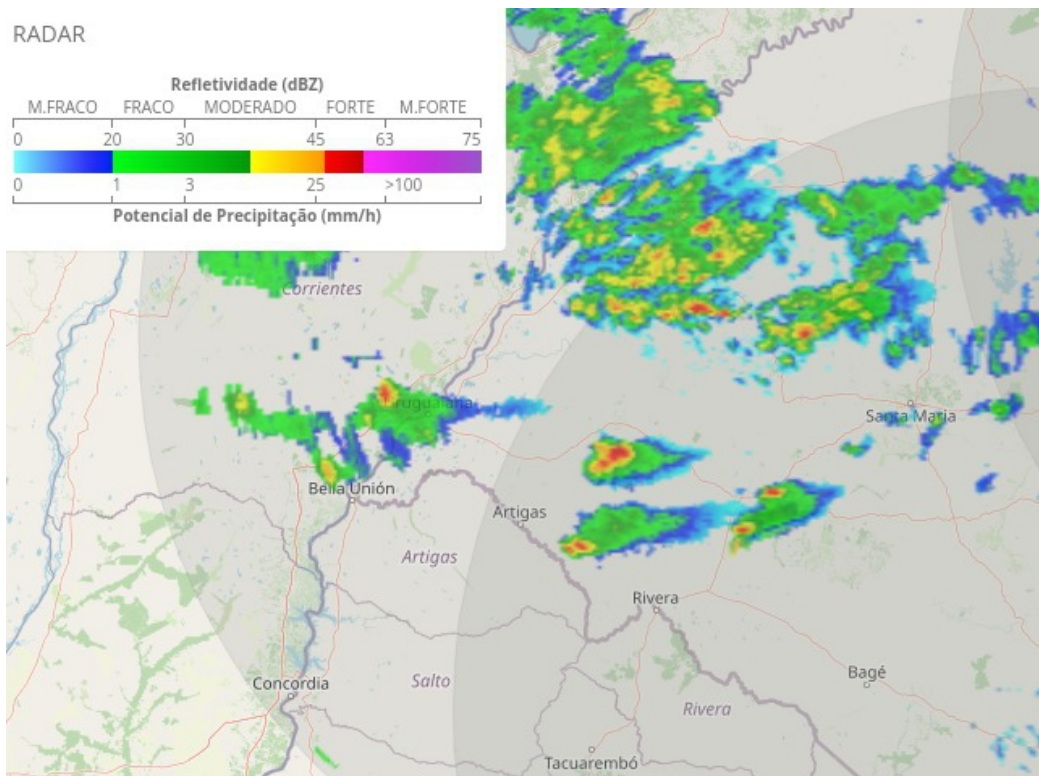 RADAR
Refletividade (dBZ)
M.FRACO FRACO MODERADO FORTE M.FORTE
0 20 30 45 63 75
0 1 3 25 >100
Potencial de Precipitação (mm/h)
Corrientes
Uruguaiana
Santa Maria
Bella Unión
Artigas
Artigas
Rivera
Bagé
Concordia
Salto
Rivera
Tacuarembó